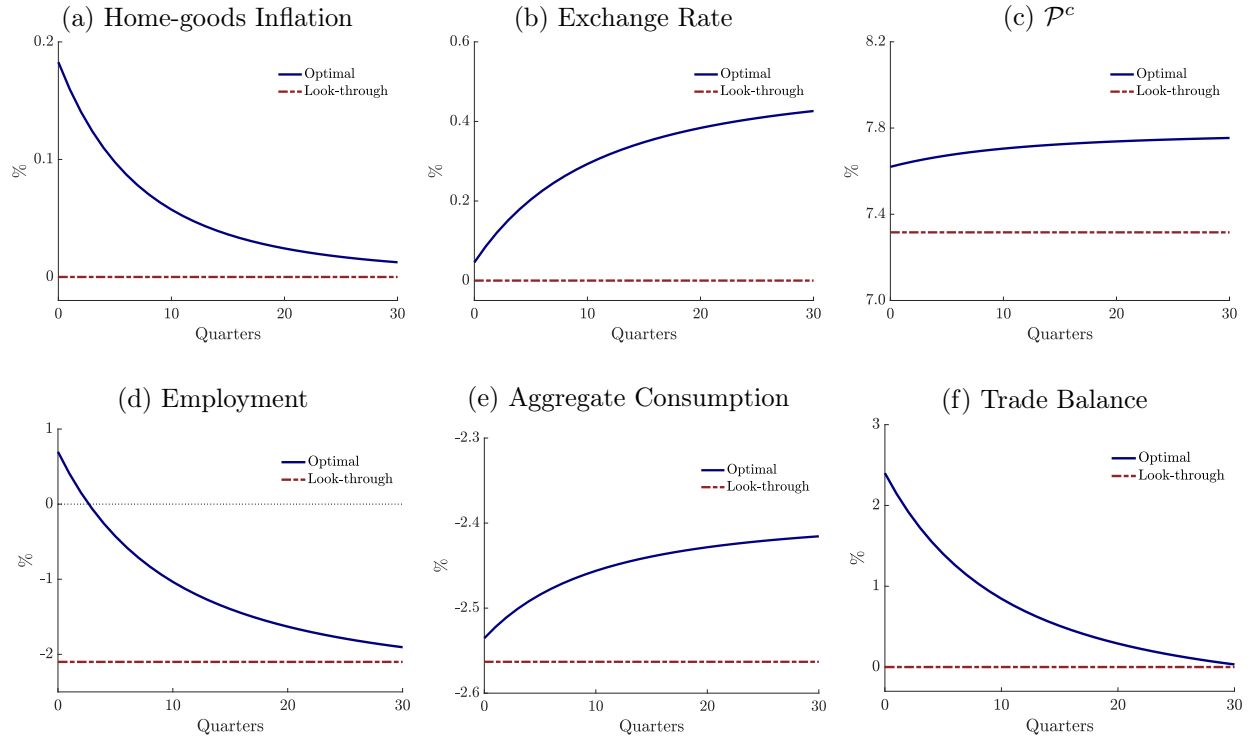 (a) Home-goods Inflation
0.2
0.1
0
%
Optimal
Look-through
0 10 20 30
Quarters
(b) Exchange Rate
0.6
0.4
0.2
0
%
Optimal
Look-through
0 10 20 30
Quarters
(c) 𝒫ᶜ
8.2
7.8
7.4
7.0
%
Optimal
Look-through
0 10 20 30
Quarters
(d) Employment
1
0
-1
-2
%
Optimal
Look-through
0 10 20 30
Quarters
(e) Aggregate Consumption
-2.3
-2.4
-2.5
-2.6
%
Optimal
Look-through
0 10 20 30
Quarters
(f) Trade Balance
3
2
1
0
%
Optimal
Look-through
0 10 20 30
Quarters